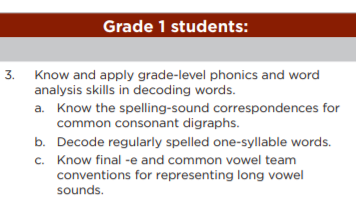 Grade 1 students:
3. Know and apply grade-level phonics and word
analysis skills in decoding words.
a. Know the spelling-sound correspondences for
common consonant digraphs.
b. Decode regularly spelled one-syllable words.
c. Know final -e and common vowel team
conventions for representing long vowel
sounds.